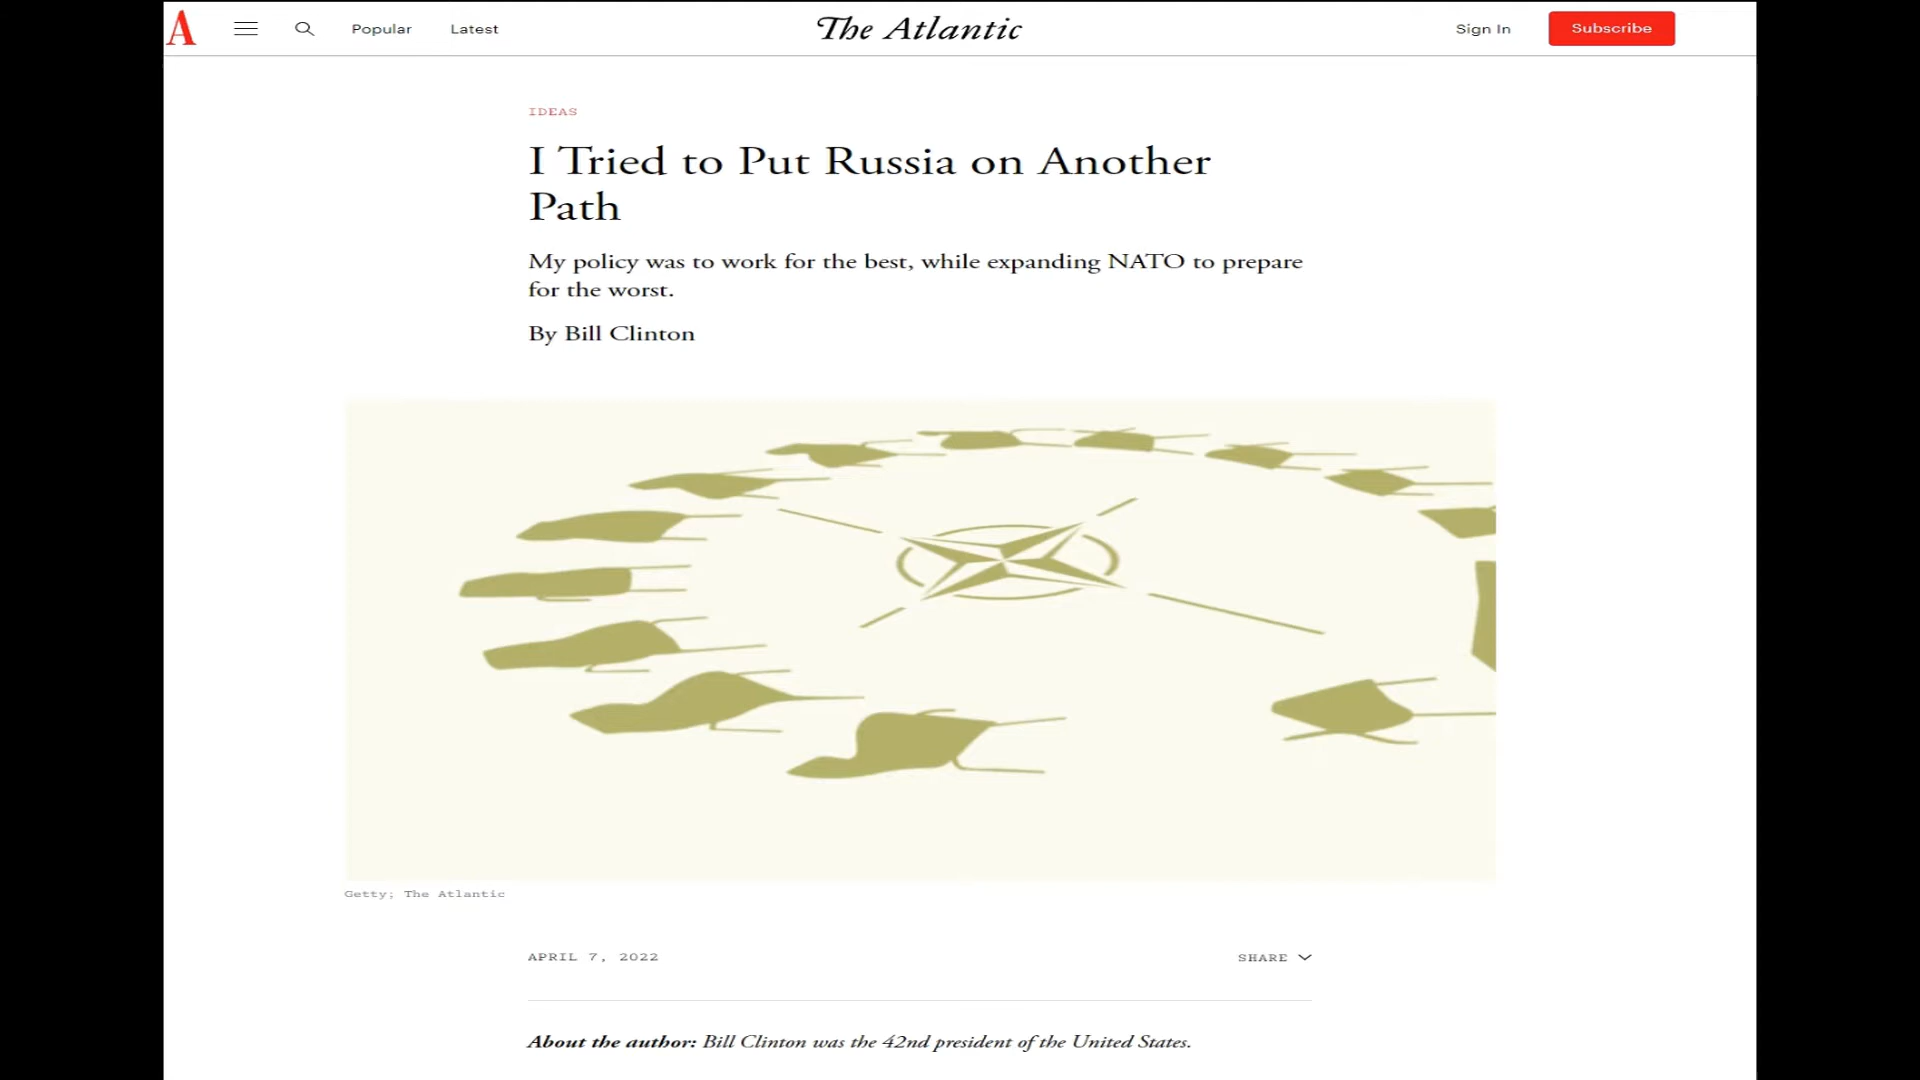 A Popular Latest The Atlantic Sign In Subscribe
IDEAS
I Tried to Put Russia on Another
Path
My policy was to work for the best, while expanding NATO to prepare
for the worst.
By Bill Clinton
Getty; The Atlantic
APRIL 7, 2022 SHARE
About the author: Bill Clinton was the 42nd president of the United States.